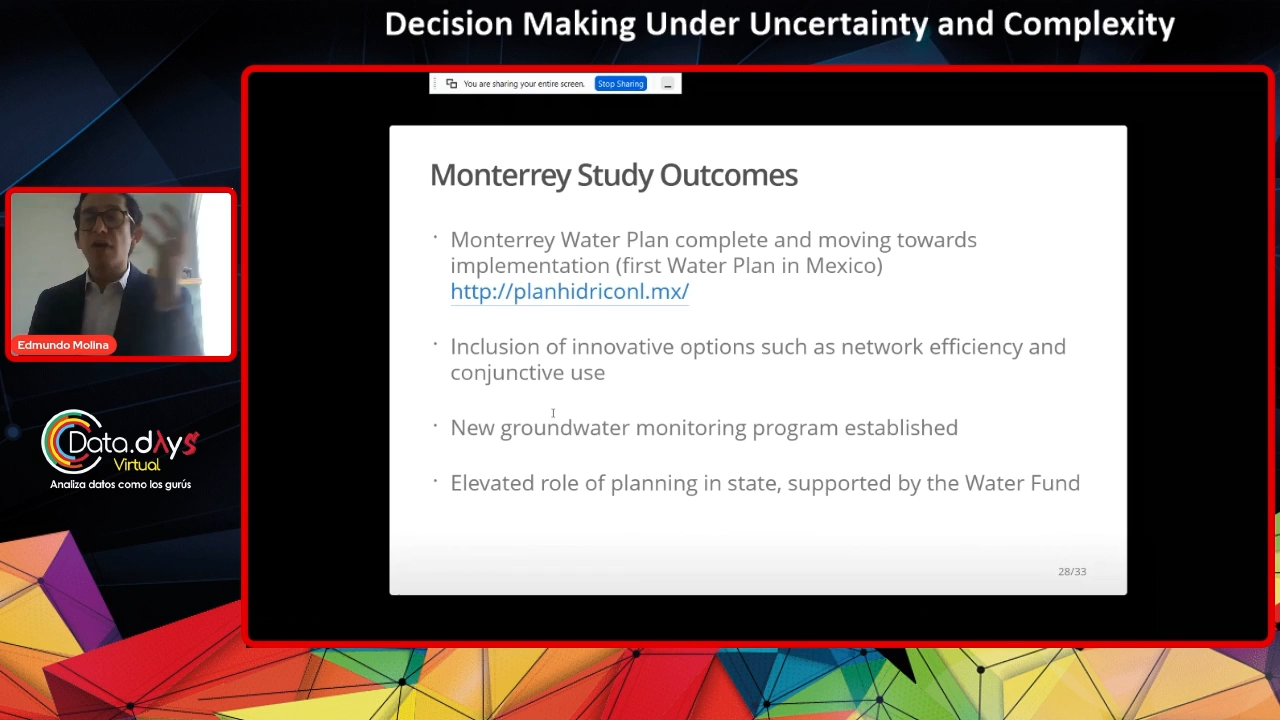 Decision Making Under Uncertainty and Complexity
You are sharing your entire screen.
Stop Sharing
Monterrey Study Outcomes
· Monterrey Water Plan complete and moving towards
implementation (first Water Plan in Mexico)
http://planhidriconl.mx/
· Inclusion of innovative options such as network efficiency and
conjunctive use
· New groundwater monitoring program established
· Elevated role of planning in state, supported by the Water Fund
28/33
Edmundo Molina
Data.dAys
Virtual
Analiza datos como los gurús